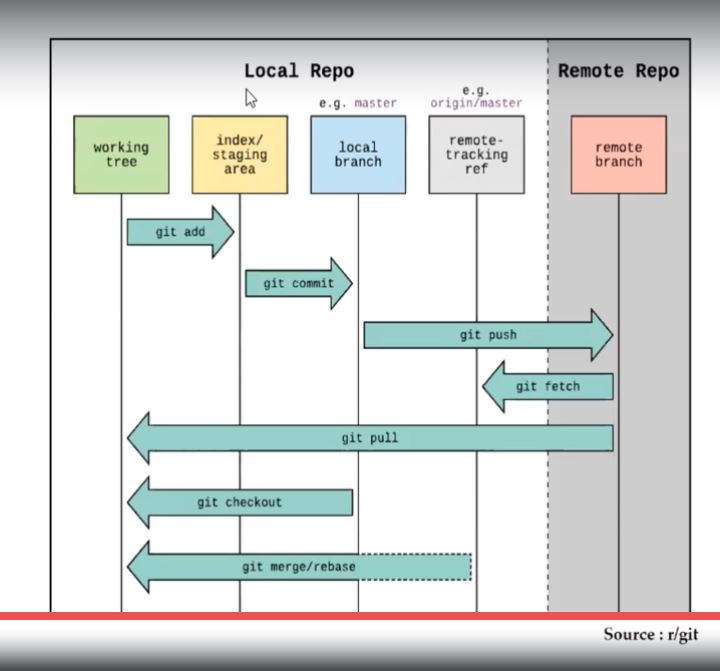 Local Repo
Remote Repo
e.g. master
e.g.
origin/master
working
tree
index/
staging
area
local
branch
remote-
tracking
ref
remote
branch
git add
git commit
git push
git fetch
git pull
git checkout
git merge/rebase
Source : r/git